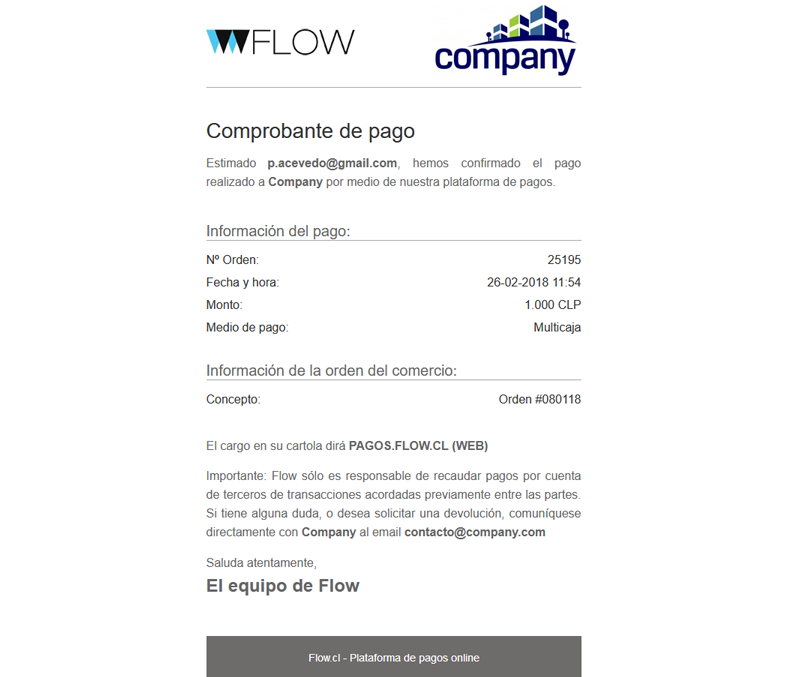 FLOW
company
Comprobante de pago
Estimado p.acevedo@gmail.com, hemos confirmado el pago
realizado a Company por medio de nuestra plataforma de pagos.
Información del pago:
Nº Orden: 25195
Fecha y hora: 26-02-2018 11:54
Monto: 1.000 CLP
Medio de pago: Multicaja
Información de la orden del comercio:
Concepto: Orden #080118
El cargo en su cartola dirá PAGOS.FLOW.CL (WEB)
Importante: Flow sólo es responsable de recaudar pagos por cuenta
de terceros de transacciones acordadas previamente entre las partes.
Si tiene alguna duda, o desea solicitar una devolución, comuníquese
directamente con Company al email contacto@company.com
Saluda atentamente,
El equipo de Flow
Flow.cl - Plataforma de pagos online